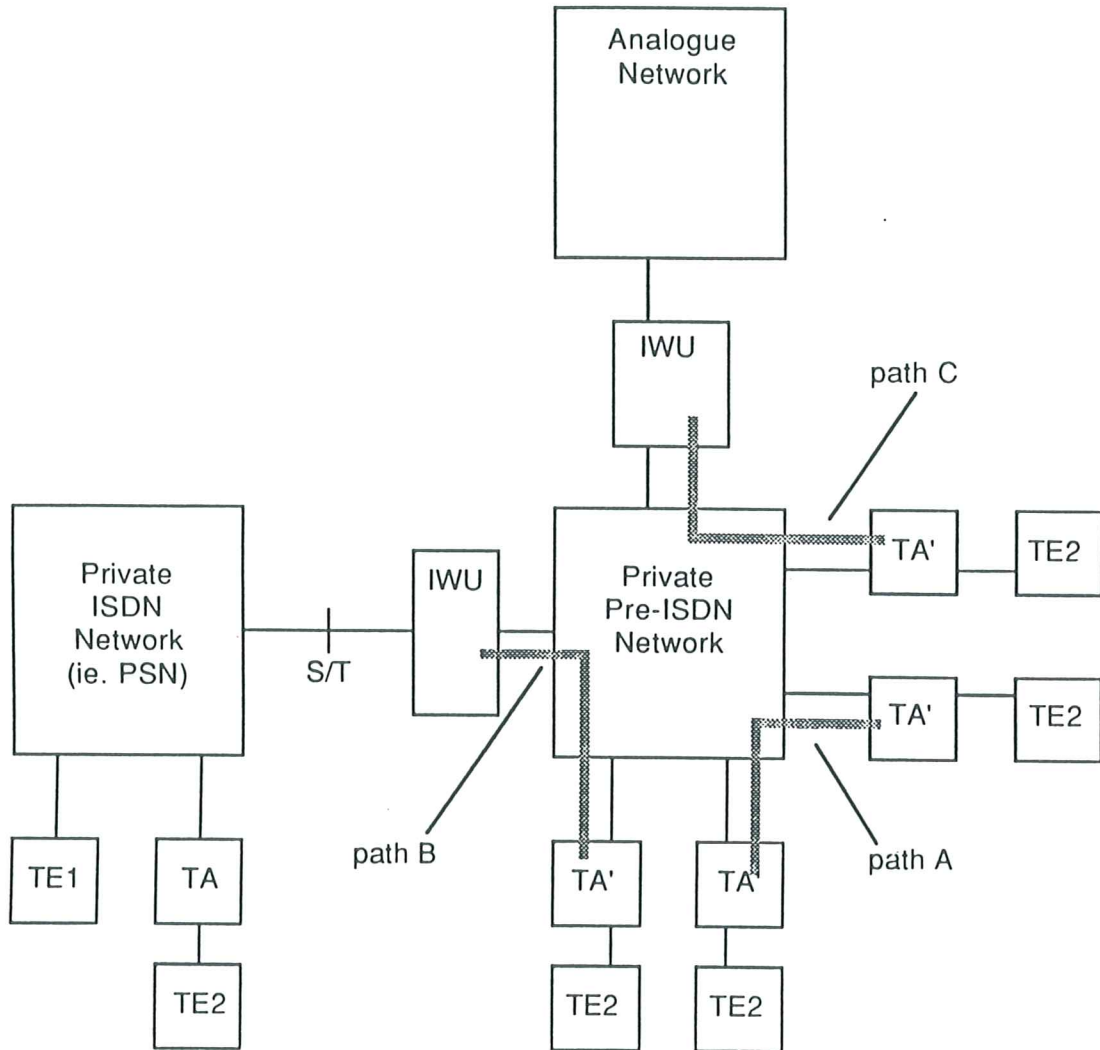 Analogue
Network
IWU
path C
Private
ISDN
Network
(ie. PSN)
S/T
IWU
Private
Pre-ISDN
Network
TA'
TE2
TA'
TE2
path B
path A
TE1
TA
TA'
TA'
TE2
TE2
TE2